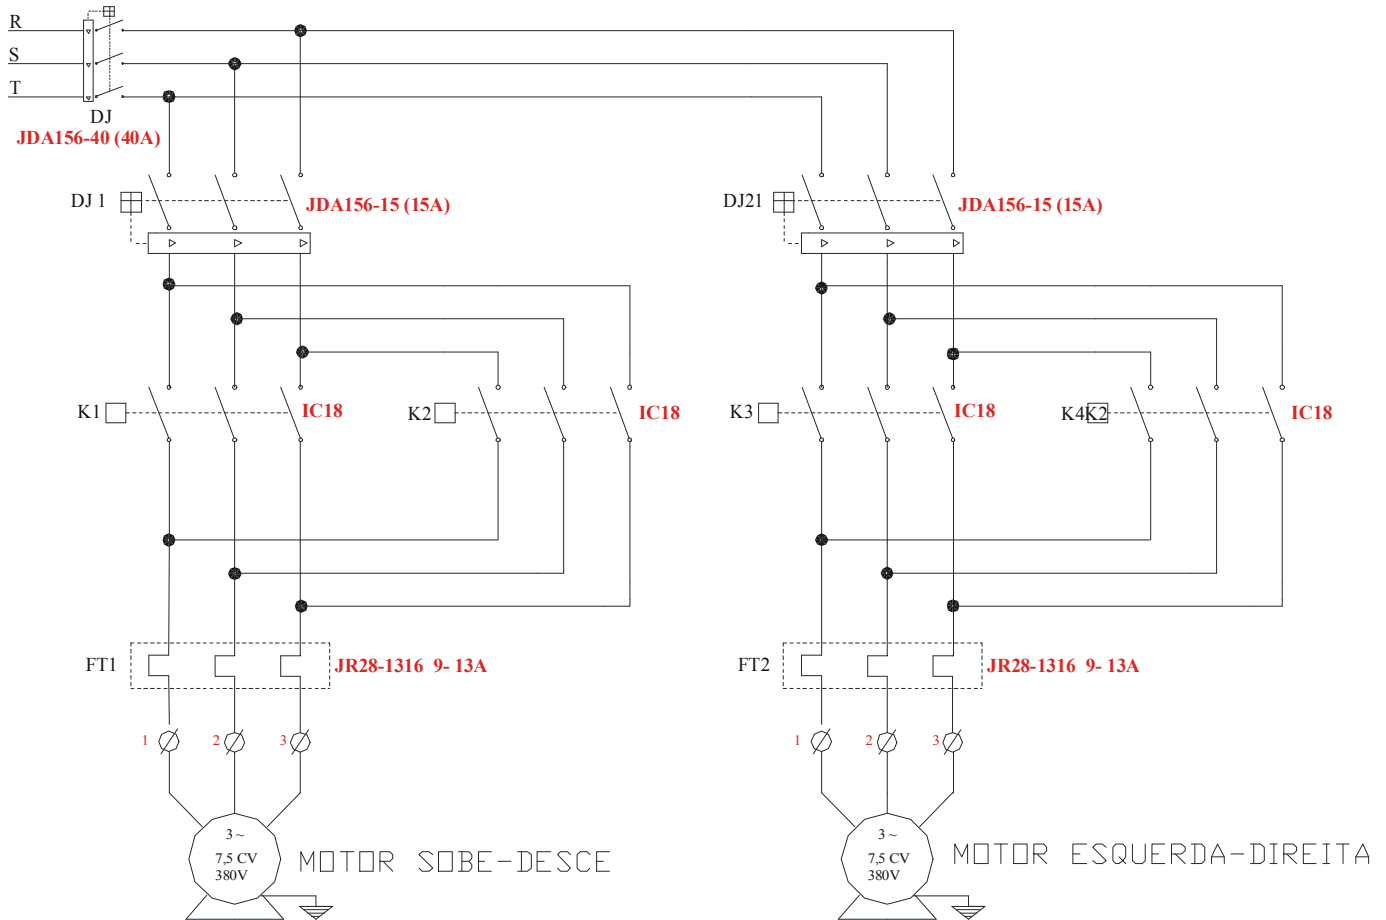 R
S
T
DJ
JDA156-40 (40A)
DJ 1
JDA156-15 (15A)
DJ21
JDA156-15 (15A)
K1
IC18
K2
IC18
K3
IC18
K4K2
IC18
FT1
JR28-1316 9- 13A
FT2
JR28-1316 9- 13A
1
2
3
1
2
3
3 ~
7,5 CV
380V
MOTOR SOBE-DESCE
3 ~
7,5 CV
380V
MOTOR ESQUERDA-DIREITA